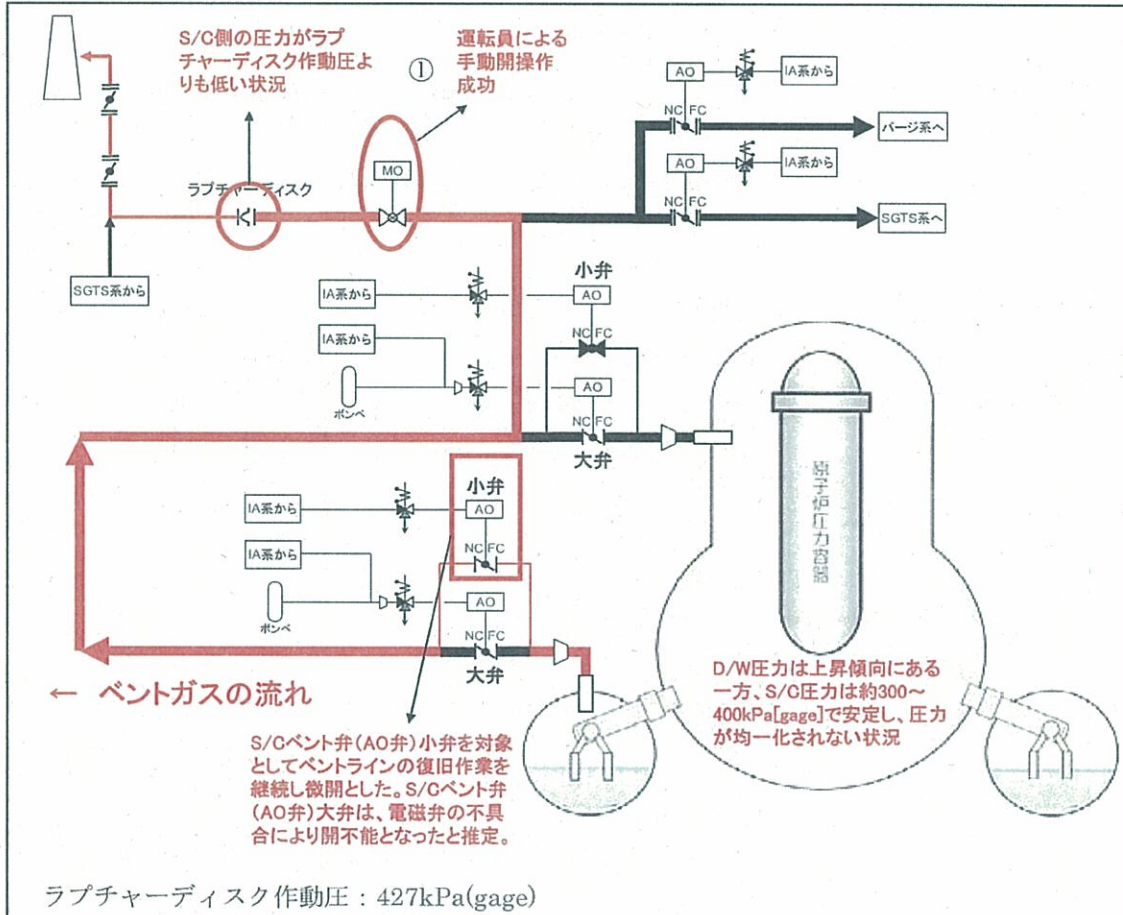 S/C側の圧力がラプ
チャーディスク作動圧よ
りも低い状況
①
運転員による
手動開操作
成功
AO
IA系から
NC FC
パージ系へ
AO
IA系から
MO
ラプチャーディスク
NC FC
SGTS系へ
SGTS系から
小弁
IA系から
AO
NC FC
IA系から
AO
ボンベ
NC FC
大弁
小弁
IA系から
AO
NC FC
IA系から
AO
ボンベ
NC FC
大弁
原子炉圧力容器
← ベントガスの流れ
D/W圧力は上昇傾向にある
一方、S/C圧力は約300~
400kPa[gage]で安定し、圧力
が均一化されない状況
S/Cベント弁(AO弁)小弁を対象
としてベントラインの復旧作業を
継続し微開とした。S/Cベント弁
(AO弁)大弁は、電磁弁の不具
合により開不能となったと推定。
ラプチャーディスク作動圧:427kPa(gage)